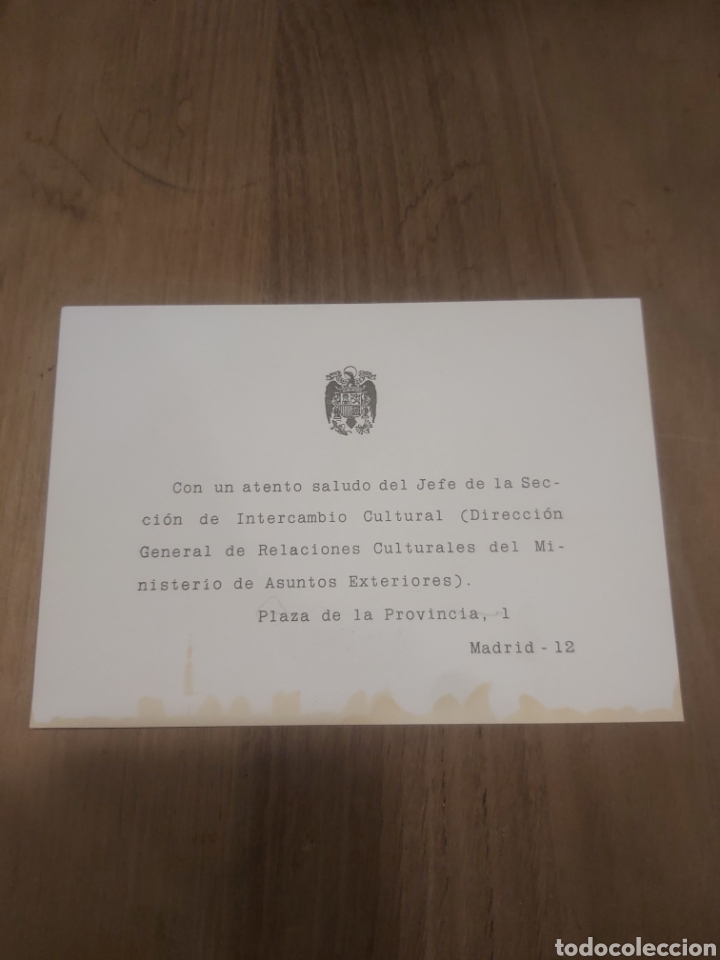 Con un atento saludo del Jefe de la Sec-
ción de Intercambio Cultural (Dirección
General de Relaciones Culturales del Mi-
nisterio de Asuntos Exteriores).
Plaza de la Provincia, 1
Madrid - 12
todocoleccion